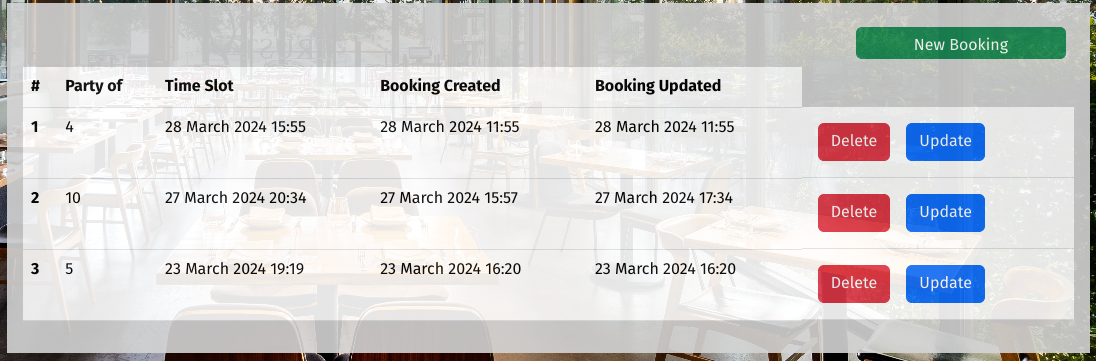 New Booking
# Party of Time Slot Booking Created Booking Updated
1 4 28 March 2024 15:55 28 March 2024 11:55 28 March 2024 11:55 Delete Update
2 10 27 March 2024 20:34 27 March 2024 15:57 27 March 2024 17:34 Delete Update
3 5 23 March 2024 19:19 23 March 2024 16:20 23 March 2024 16:20 Delete Update